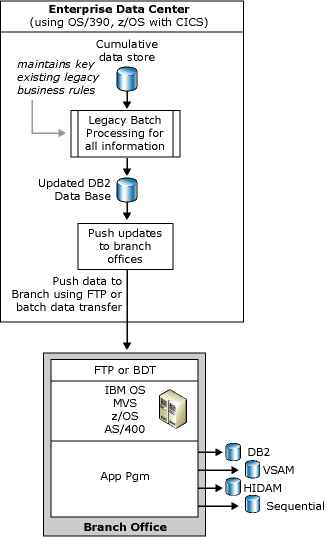 Enterprise Data Center
(using OS/390, z/OS with CICS)
Cumulative
data store
maintains key
existing legacy
business rules
Legacy Batch
Processing for
all information
Updated DB2
Data Base
Push updates
to branch
offices
Push data to
Branch using FTP or
batch data transfer
FTP or BDT
IBM OS
MVS
z/OS
AS/400
App Pgm
DB2
VSAM
HIDAM
Sequential
Branch Office